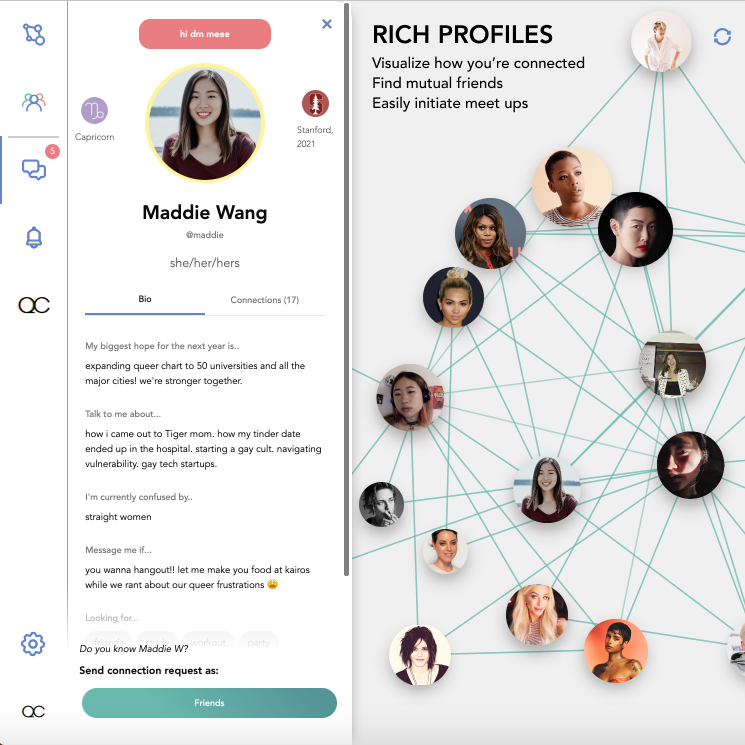 hi dm meee
×
5
Capricorn
Stanford,
2021
Maddie Wang
@maddie
she/her/hers
Bio
Connections (17)
My biggest hope for the next year is..
expanding queer chart to 50 universities and all the
major cities! we're stronger together.
Talk to me about...
how i came out to Tiger mom. how my tinder date
ended up in the hospital. starting a gay cult. navigating
vulnerability. gay tech startups.
I'm currently confused by..
straight women
Message me if...
you wanna hangout!! let me make you food at kairos
while we rant about our queer frustrations 😩
Looking for...
friends
study
workout
party
Do you know Maddie W?
Send connection request as:
Friends
QC
QC
RICH PROFILES
Visualize how you're connected
Find mutual friends
Easily initiate meet ups